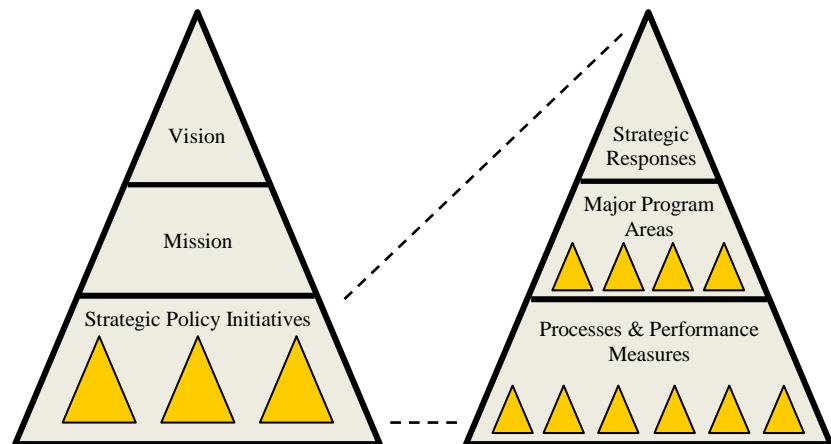 Vision
Mission
Strategic Policy Initiatives
Strategic
Responses
Major Program
Areas
Processes & Performance
Measures